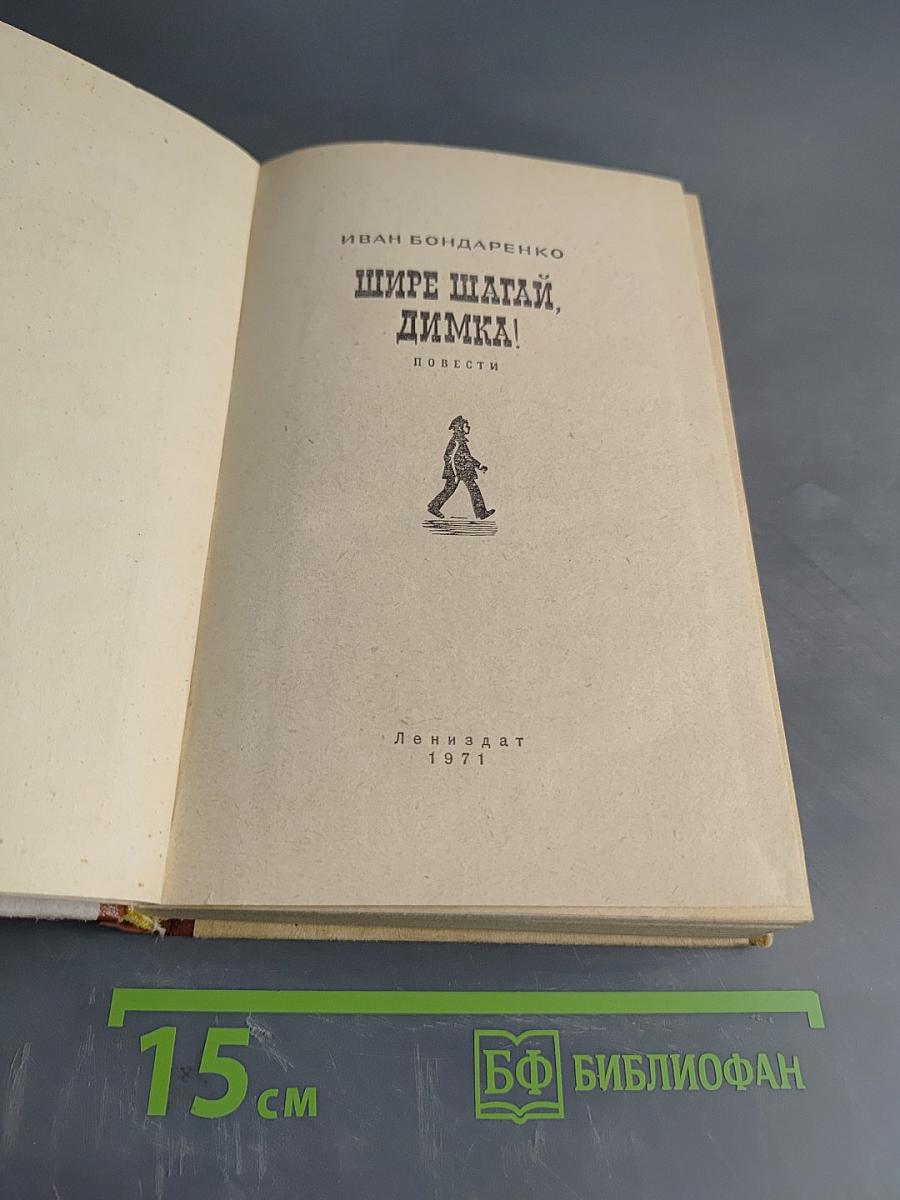 ИВАН БОНДАРЕНКО
ШИРЕ ШАГАЙ,
ДИМКА!
ПОВЕСТИ
Лениздат
1971
15 см
БФ БИБЛИОФАН